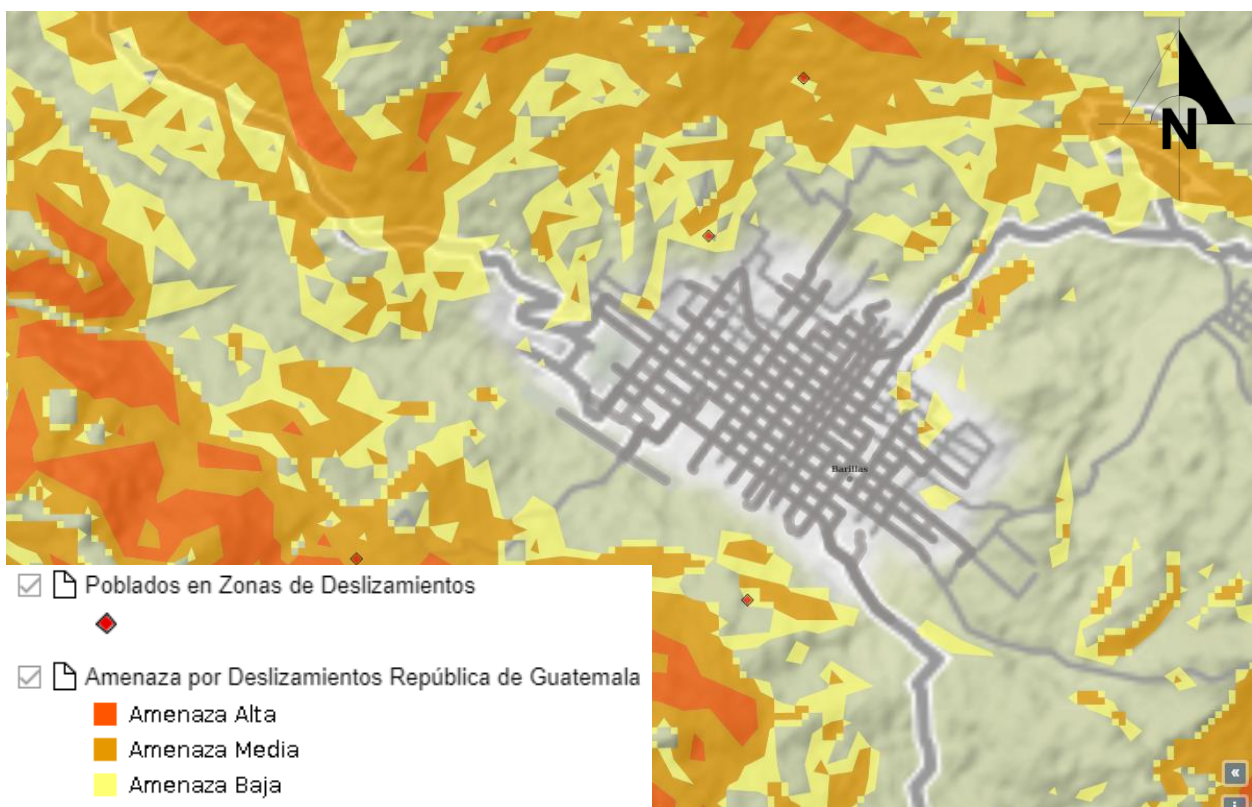 N
Barillas
Poblados en Zonas de Deslizamientos
Amenaza por Deslizamientos República de Guatemala
Amenaza Alta
Amenaza Media
Amenaza Baja
«